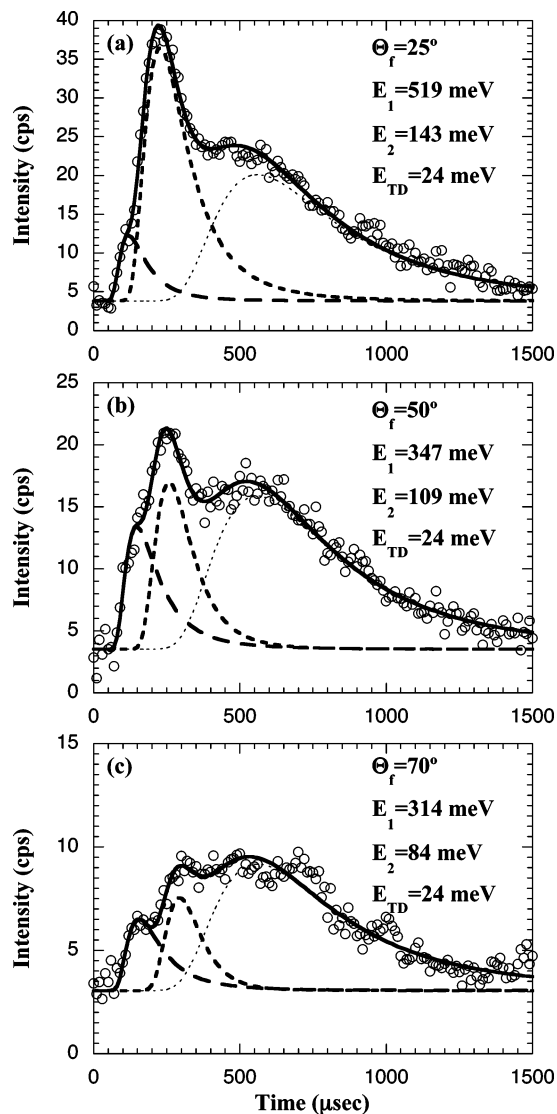 (a)
Θf=25º
E1=519 meV
E2=143 meV
ETD=24 meV
Intensity (cps)
40
35
30
25
20
15
10
5
0
0 500 1000 1500
(b)
Θf=50º
E1=347 meV
E2=109 meV
ETD=24 meV
Intensity (cps)
25
20
15
10
5
0
0 500 1000 1500
(c)
Θf=70º
E1=314 meV
E2=84 meV
ETD=24 meV
Intensity (cps)
15
10
5
0
0 500 1000 1500
Time (μsec)